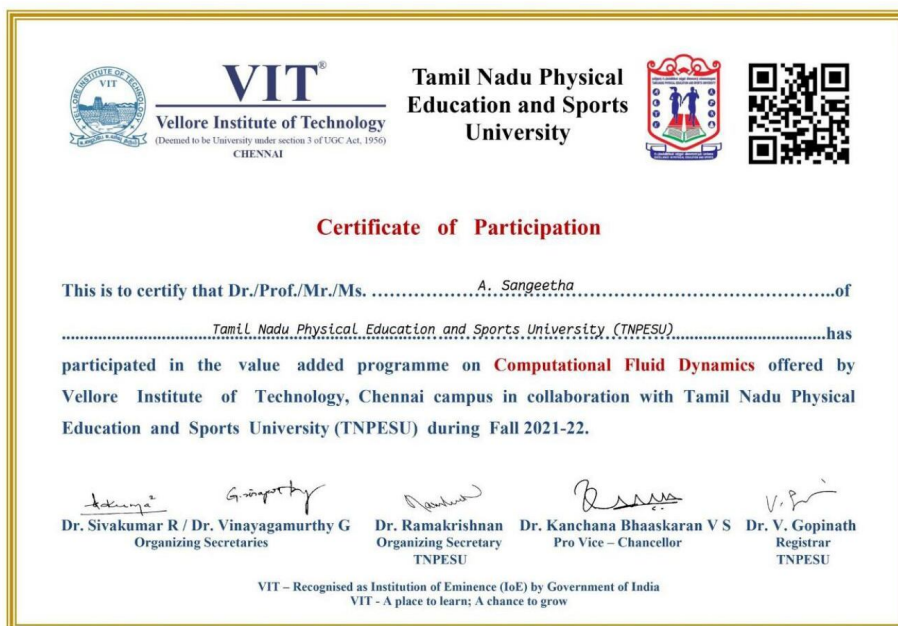 VELLORE INSTITUTE OF TECHNOLOGY
VIT
VIT®
Vellore Institute of Technology
(Deemed to be University under section 3 of UGC Act, 1956)
CHENNAI
Tamil Nadu Physical
Education and Sports
University
Certificate of Participation
This is to certify that Dr./Prof./Mr./Ms. ........A. Sangeetha........of
........Tamil Nadu Physical Education and Sports University (TNPESU)........has
participated in the value added programme on Computational Fluid Dynamics offered by
Vellore Institute of Technology, Chennai campus in collaboration with Tamil Nadu Physical
Education and Sports University (TNPESU) during Fall 2021-22.
Dr. Sivakumar R / Dr. Vinayagamurthy G
Organizing Secretaries
Dr. Ramakrishnan
Organizing Secretary
TNPESU
Dr. Kanchana Bhaaskaran V S
Pro Vice – Chancellor
Dr. V. Gopinath
Registrar
TNPESU
VIT – Recognised as Institution of Eminence (IoE) by Government of India
VIT - A place to learn; A chance to grow